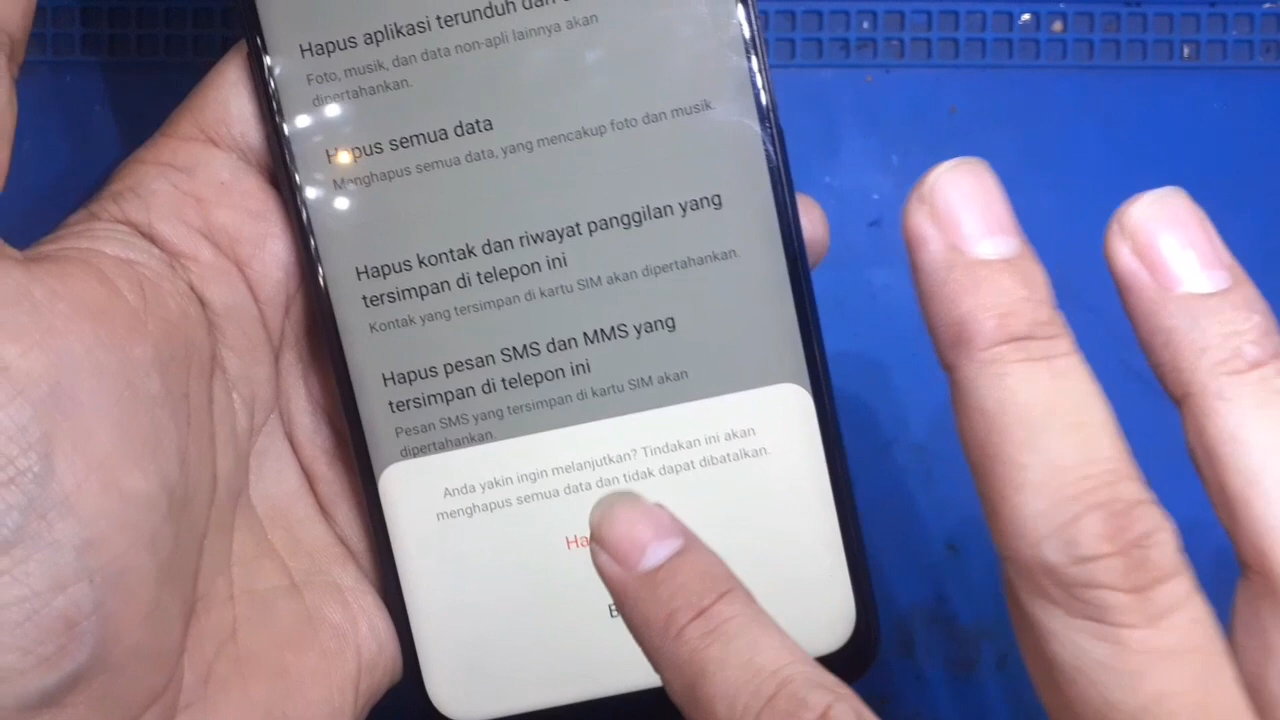 Hapus aplikasi terunduh dan
Foto, musik, dan data non-apli lainnya akan
dipertahankan.
Hapus semua data
Menghapus semua data, yang mencakup foto dan musik.
Hapus kontak dan riwayat panggilan yang
tersimpan di telepon ini
Kontak yang tersimpan di kartu SIM akan dipertahankan.
Hapus pesan SMS dan MMS yang
tersimpan di telepon ini
Pesan SMS yang tersimpan di kartu SIM akan
dipertahankan.
Anda yakin ingin melanjutkan? Tindakan ini akan
menghapus semua data dan tidak dapat dibatalkan.